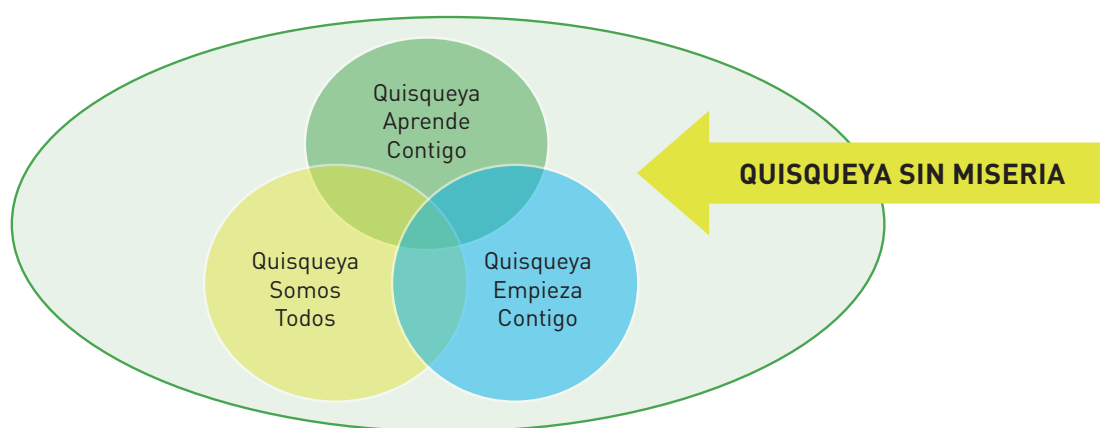 Quisqueya
Aprende
Contigo
QUISQUEYA SIN MISERIA
Quisqueya
Somos
Todos
Quisqueya
Empieza
Contigo